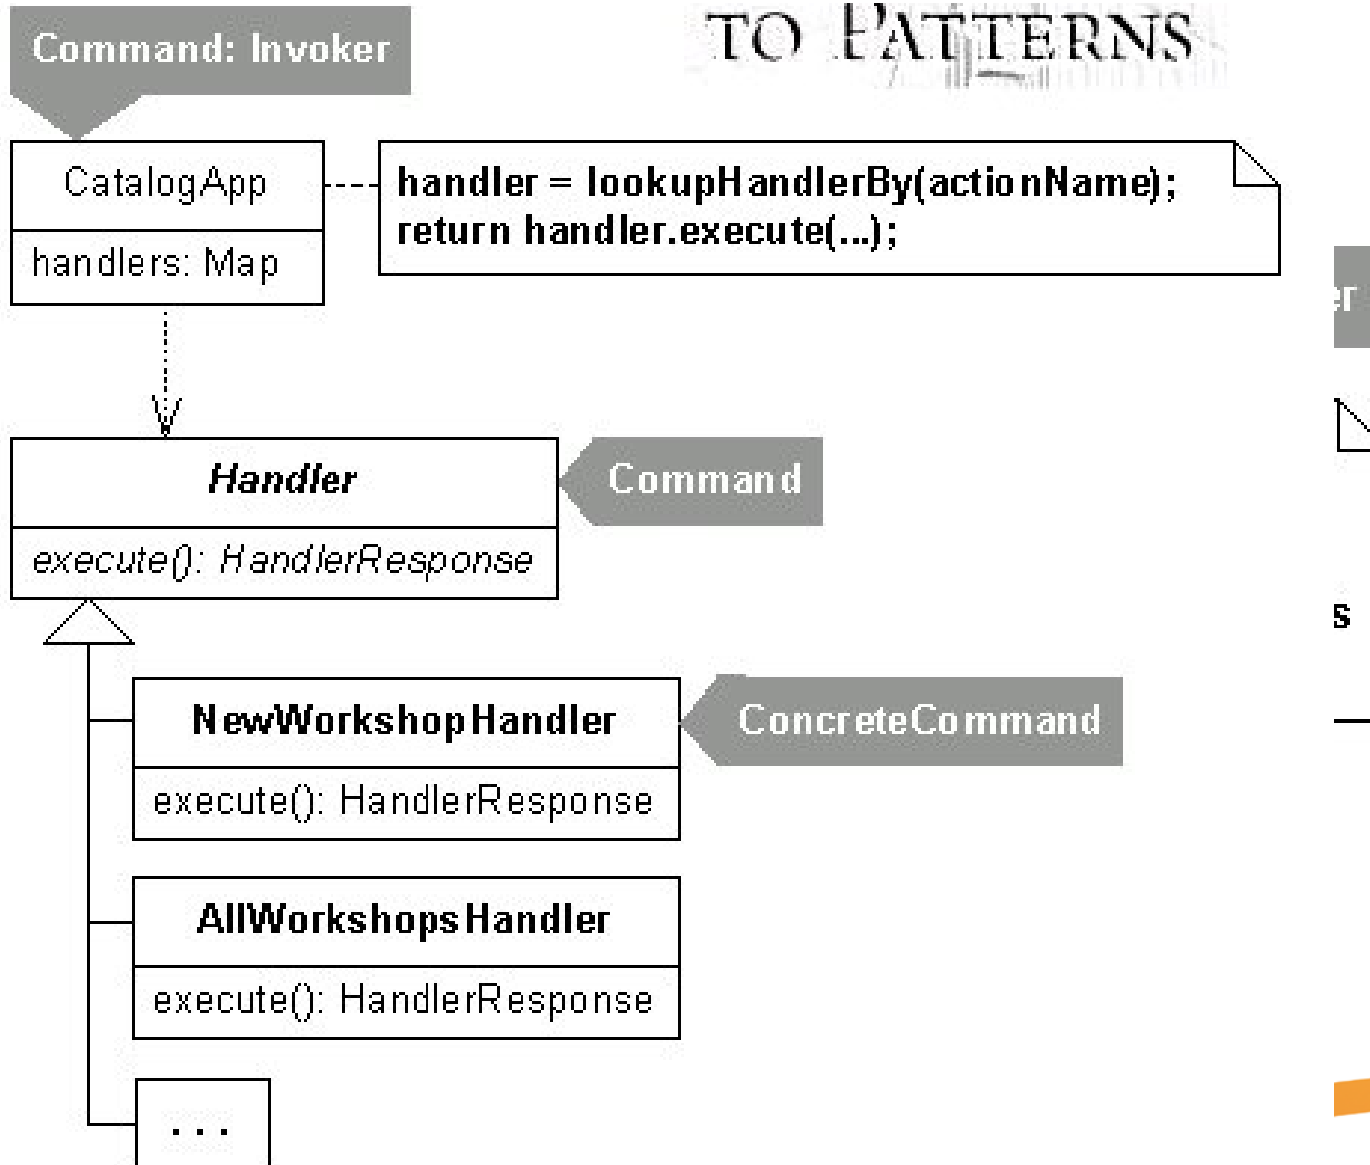 Command: Invoker
TO PATTERNS
CatalogApp
handlers: Map
handler = lookupHandlerBy(actionName);
return handler.execute(...);
Handler
execute(): HandlerResponse
Command
NewWorkshopHandler
execute(): HandlerResponse
ConcreteCommand
AllWorkshopsHandler
execute(): HandlerResponse
...
er
s